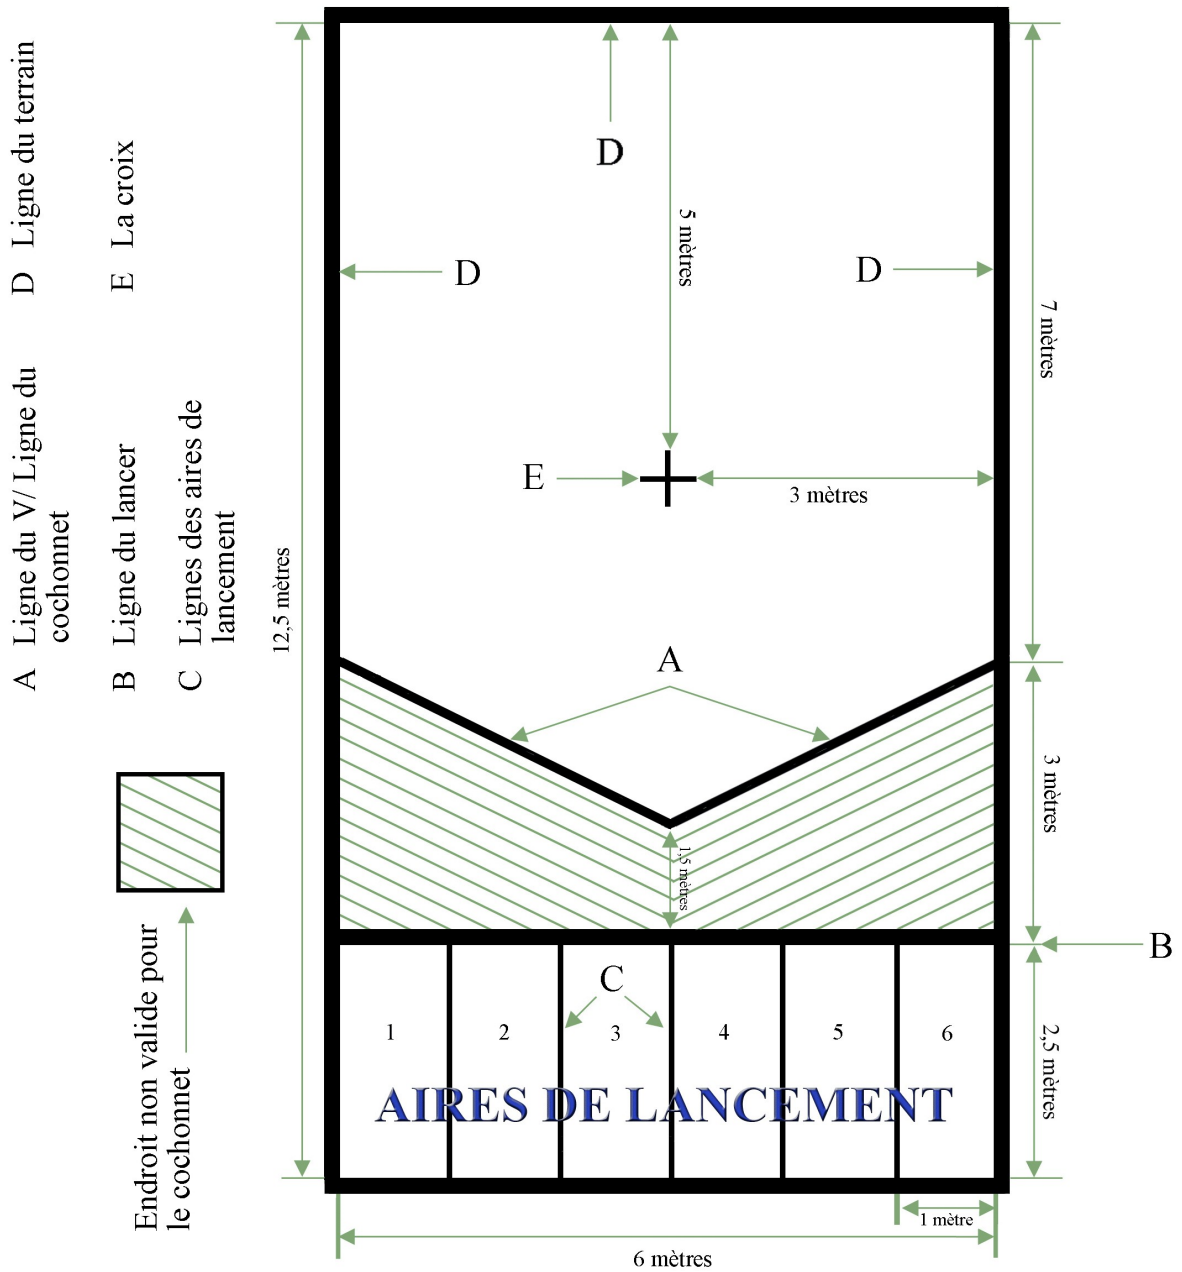 A Ligne du V/ Ligne du
cochonnet
B Ligne du lancer
C Lignes des aires de
lancement
D Ligne du terrain
E La croix
Endroit non valide pour
le cochonnet
12,5 mètres
D
5 mètres
D
D
7 mètres
E
3 mètres
A
3 mètres
1,5 mètres
B
C
1
2
3
4
5
6
2,5 mètres
AIRES DE LANCEMENT
1 mètre
6 mètres